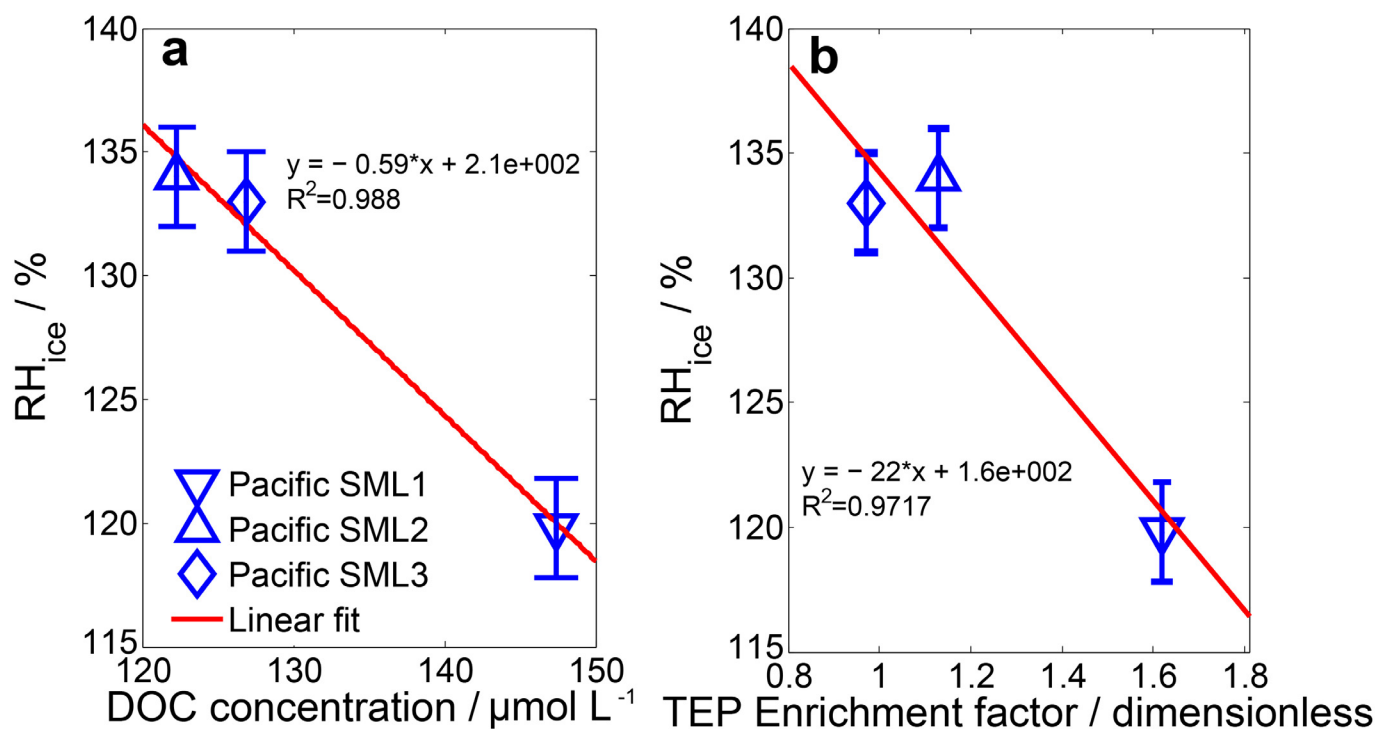 a
140
135
130
125
120
115
RH_ice / %
y = − 0.59*x + 2.1e+002
R²=0.988
Pacific SML1
Pacific SML2
Pacific SML3
Linear fit
120 130 140 150
DOC concentration / µmol L⁻¹
b
140
135
130
125
120
115
RH_ice / %
y = − 22*x + 1.6e+002
R²=0.9717
0.8 1 1.2 1.4 1.6 1.8
TEP Enrichment factor / dimensionless